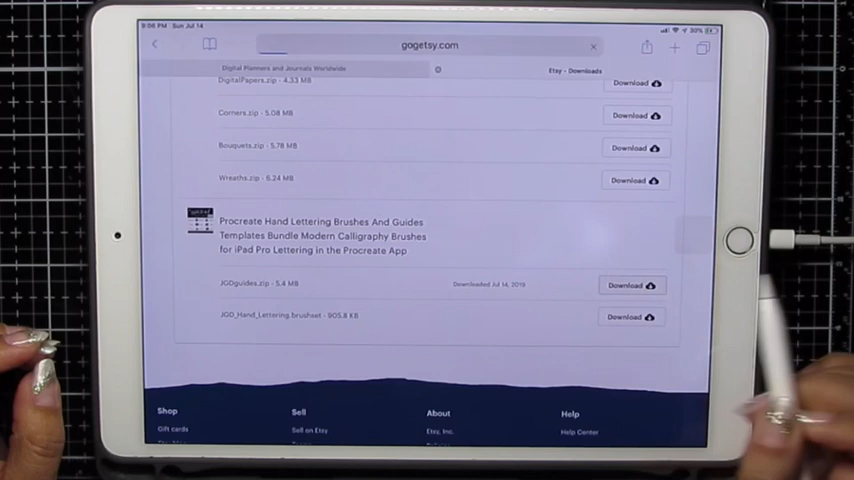 9:06 PM Sun Jul 14
30%
gogetsy.com
Digital Planners and Journals Worldwide
Etsy - Downloads
DigitalPapers.zip - 4.33 MB
Download
Corners.zip - 5.08 MB
Download
Bouquets.zip - 5.78 MB
Download
Wreaths.zip - 6.24 MB
Download
Procreate Hand Lettering Brushes And Guides
Templates Bundle Modern Calligraphy Brushes
for iPad Pro Lettering in the Procreate App
JGDguides.zip - 5.4 MB
Downloaded Jul 14, 2019
Download
JGD_Hand_Lettering.brushset - 905.8 KB
Download
Shop
Sell
About
Help
Gift cards
Sell on Etsy
Etsy, Inc.
Help Center